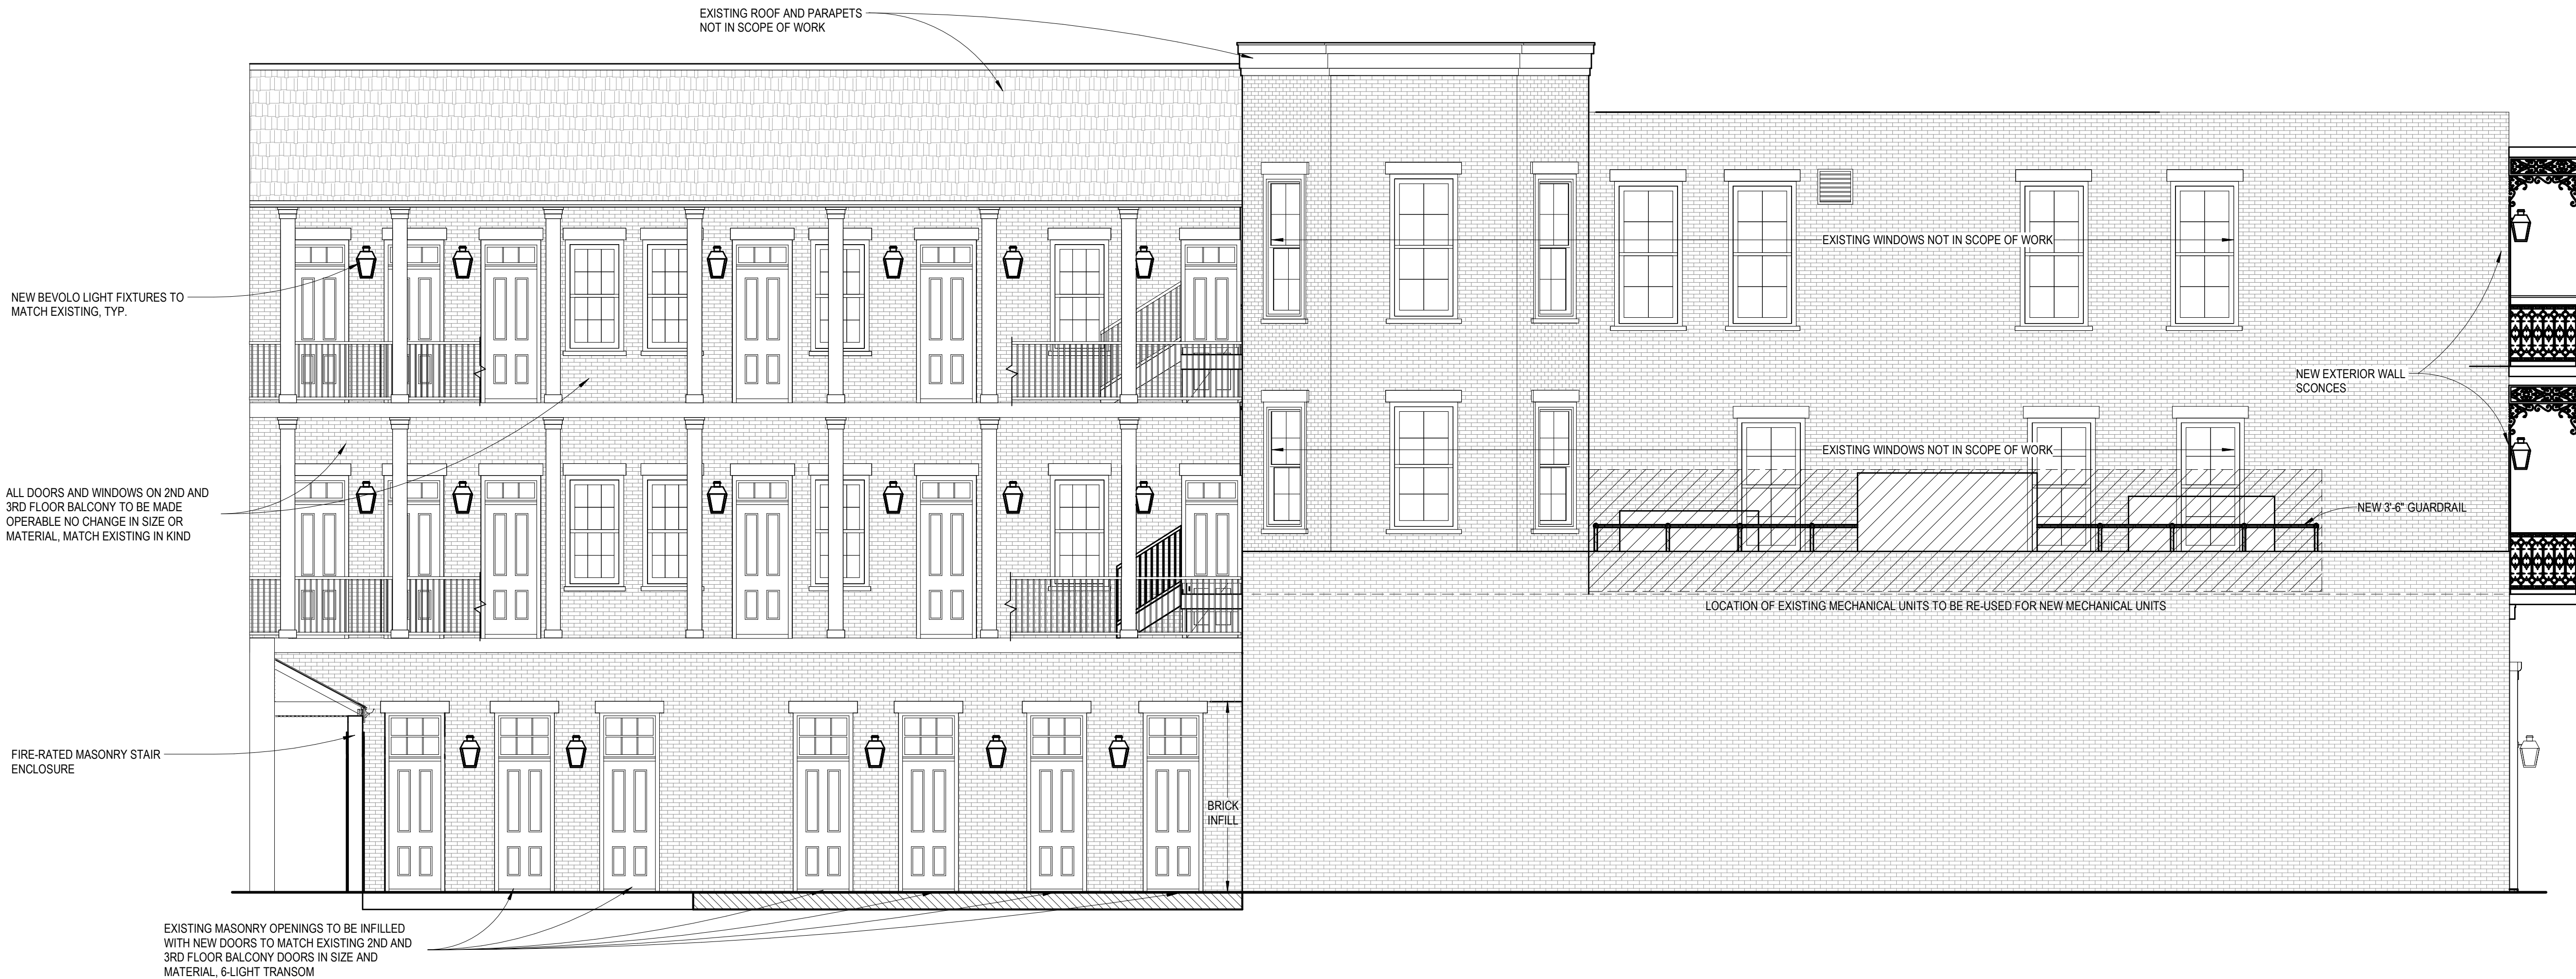 EXISTING ROOF AND PARAPETS
NOT IN SCOPE OF WORK
NEW BEVOLO LIGHT FIXTURES TO
MATCH EXISTING, TYP.
EXISTING WINDOWS NOT IN SCOPE OF WORK
NEW EXTERIOR WALL
SCONCES
EXISTING WINDOWS NOT IN SCOPE OF WORK
ALL DOORS AND WINDOWS ON 2ND AND
3RD FLOOR BALCONY TO BE MADE
OPERABLE NO CHANGE IN SIZE OR
MATERIAL, MATCH EXISTING IN KIND
NEW 3'-6" GUARDRAIL
LOCATION OF EXISTING MECHANICAL UNITS TO BE RE-USED FOR NEW MECHANICAL UNITS
FIRE-RATED MASONRY STAIR
ENCLOSURE
BRICK
INFILL
EXISTING MASONRY OPENINGS TO BE INFILLED
WITH NEW DOORS TO MATCH EXISTING 2ND AND
3RD FLOOR BALCONY DOORS IN SIZE AND
MATERIAL, 6-LIGHT TRANSOM